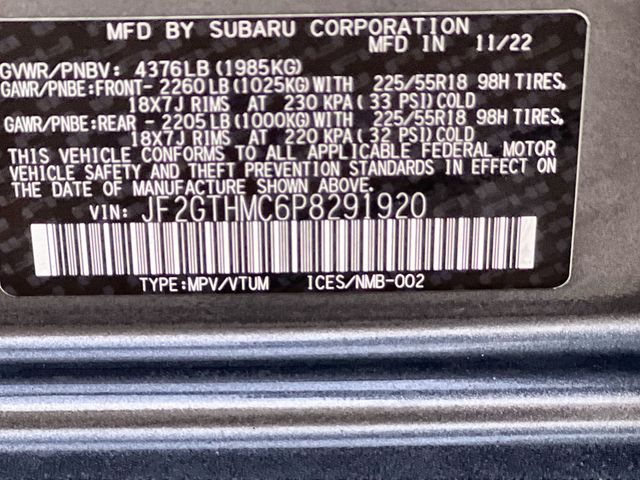 MFD BY SUBARU CORPORATION
MFD IN 11/22
GVWR/PNBV: 4376LB (1985KG)
GAWR/PNBE:FRONT- 2260 LB (1025KG) WITH 225/55R18 98H TIRES.
18X7J RIMS AT 230 KPA (33 PSI) COLD
GAWR/PNBE:REAR - 2205 LB (1000KG) WITH 225/55R18 98H TIRES.
18X7J RIMS AT 220 KPA (32 PSI) COLD
THIS VEHICLE CONFORMS TO ALL APPLICABLE FEDERAL MOTOR
VEHICLE SAFETY AND THEFT PREVENTION STANDARDS IN EFFECT ON
THE DATE OF MANUFACTURE SHOWN ABOVE.
VIN: JF2GTHMC6P8291920
TYPE:MPV/VTUM ICES/NMB-002